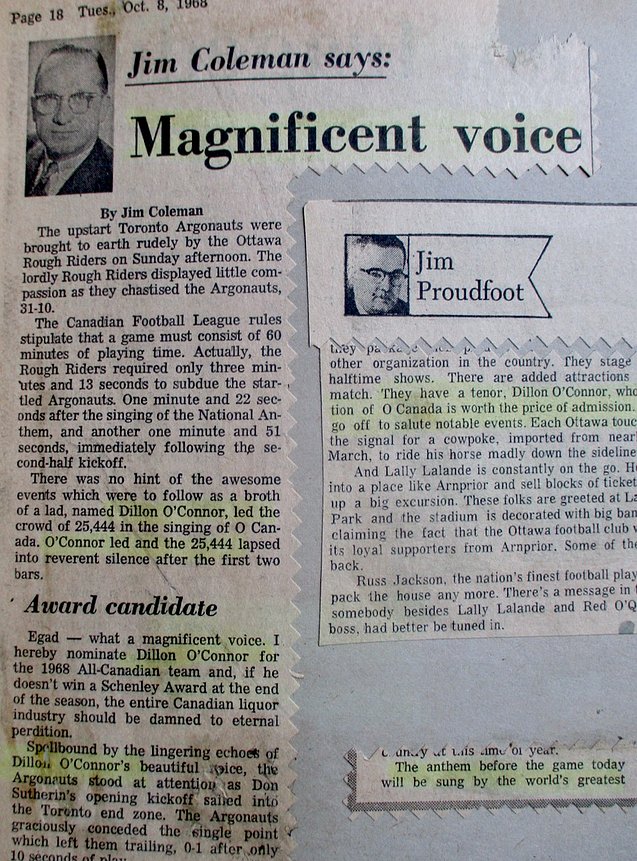 Page 18 Tues., Oct. 8, 1968
Jim Coleman says:
Magnificent voice
By Jim Coleman
The upstart Toronto Argonauts were
brought to earth rudely by the Ottawa
Rough Riders on Sunday afternoon. The
lordly Rough Riders displayed little com-
passion as they chastised the Argonauts,
31-10.
The Canadian Football League rules
stipulate that a game must consist of 60
minutes of playing time. Actually, the
Rough Riders required only three min-
utes and 13 seconds to subdue the star-
tled Argonauts. One minute and 22 sec-
onds after the singing of the National An-
them, and another one minute and 51
seconds, immediately following the se-
cond-half kickoff.
There was no hint of the awesome
events which were to follow as a broth
of a lad, named Dillon O'Connor, led the
crowd of 25,444 in the singing of O Can-
ada. O'Connor led and the 25,444 lapsed
into reverent silence after the first two
bars.
Award candidate
Egad — what a magnificent voice. I
hereby nominate Dillon O'Connor for
the 1968 All-Canadian team and, if he
doesn't win a Schenley Award at the end
of the season, the entire Canadian liquor
industry should be damned to eternal
perdition.
Spellbound by the lingering echoes of
Dillon O'Connor's beautiful voice, the
Argonauts stood at attention as Don
Sutherin's opening kickoff sailed into
the Toronto end zone. The Argonauts
graciously conceded the single point
which left them trailing, 0-1 after only
10 seconds of play.
Jim
Proudfoot
they package
other organization in the country. They stage
halftime shows. There are added attractions
match. They have a tenor, Dillon O'Connor, who
tion of O Canada is worth the price of admission.
go off to salute notable events. Each Ottawa touc
the signal for a cowpoke, imported from near
March, to ride his horse madly down the sideline
And Lally Lalande is constantly on the go. H
into a place like Arnprior and sell blocks of ticket
up a big excursion. These folks are greeted at La
Park and the stadium is decorated with big ban
claiming the fact that the Ottawa football club
its loyal supporters from Arnprior. Some of the
back.
Russ Jackson, the nation's finest football play
pack the house any more. There's a message in
somebody besides Lally Lalande and Red O'Q
boss, had better be tuned in.
country at this time of year.
The anthem before the game today
will be sung by the world's greatest